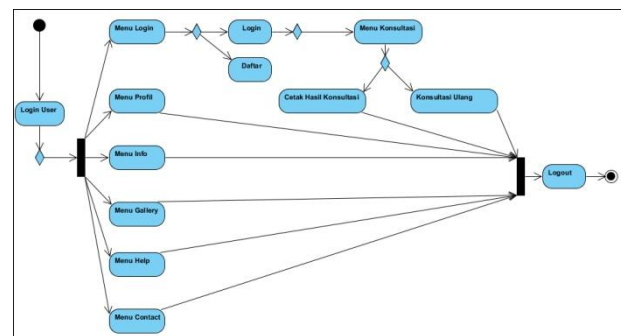 Menu Login
Login
Menu Konsultasi
Daftar
Login User
Menu Profil
Cetak Hasil Konsultasi
Konsultasi Ulang
Menu Info
Logout
Menu Gallery
Menu Help
Menu Contact